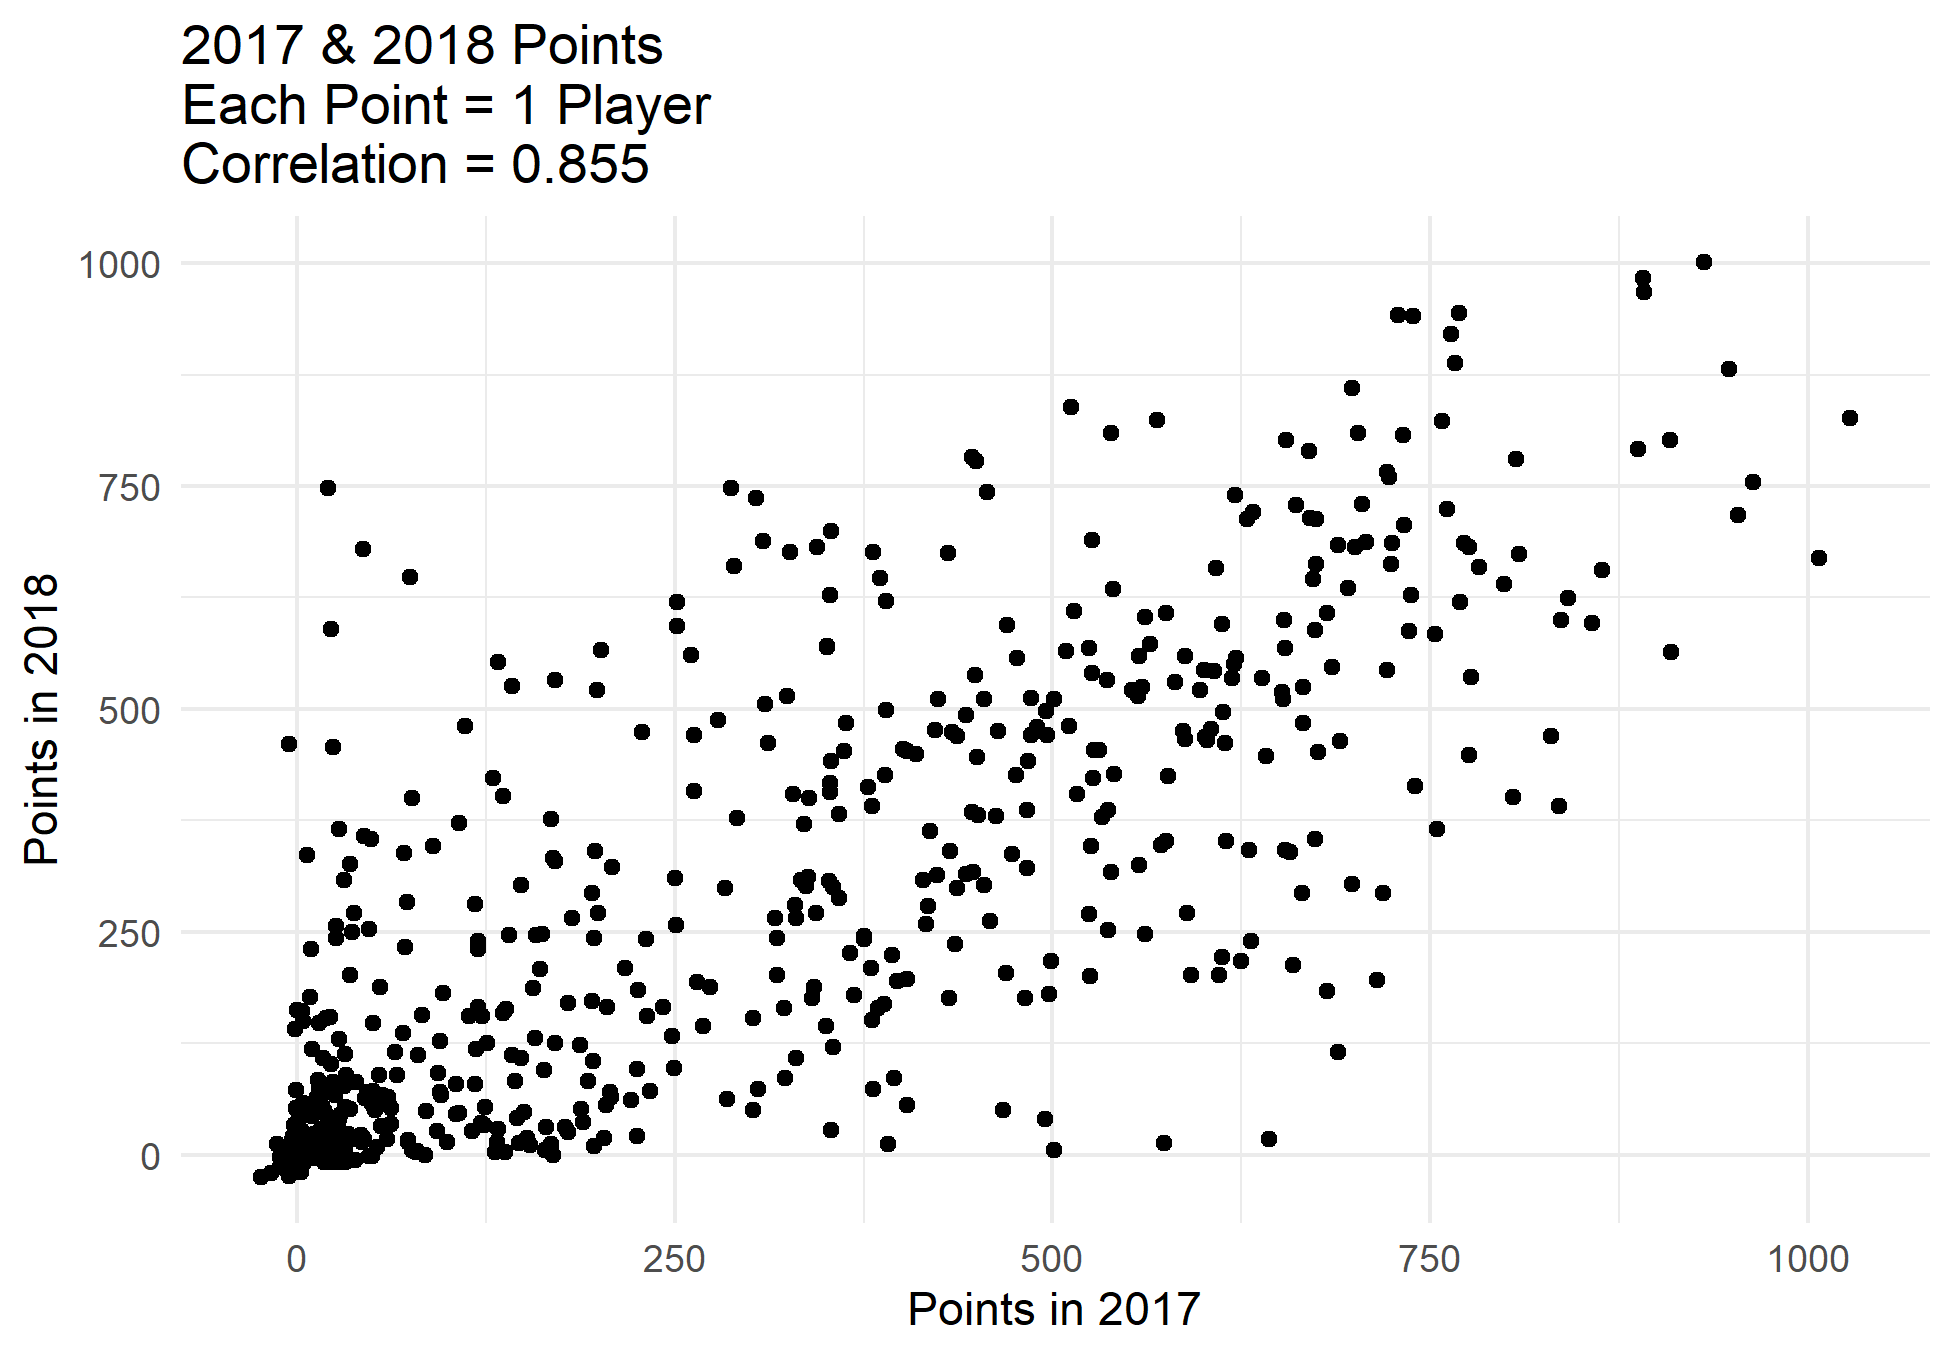 2017 & 2018 Points
Each Point = 1 Player
Correlation = 0.855
1000
750
500
250
0
Points in 2018
0 250 500 750 1000
Points in 2017